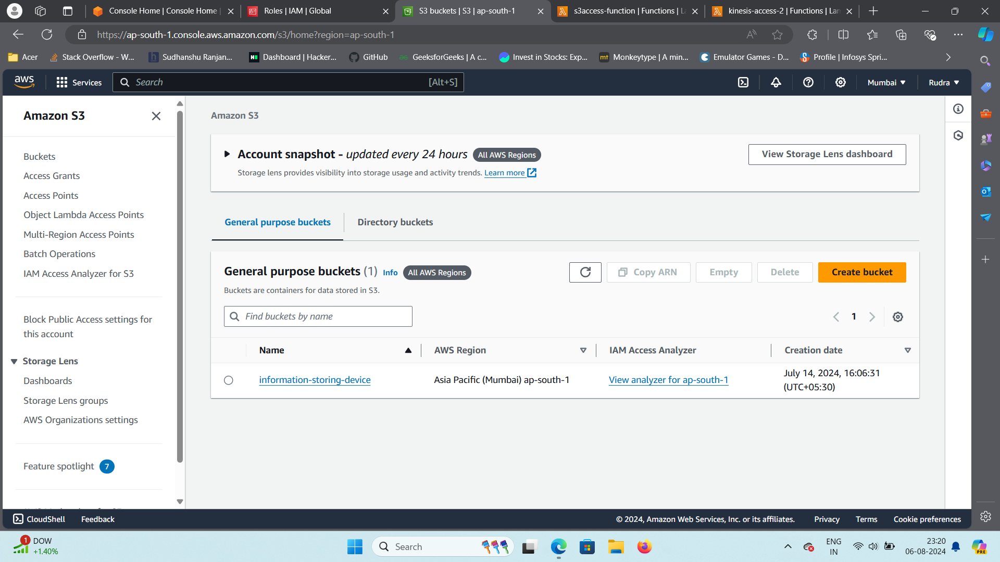 Console Home | Console Home |
Roles | IAM | Global
S3 buckets | S3 | ap-south-1
s3access-function | Functions | La
kinesis-access-2 | Functions | Lan
https://ap-south-1.console.aws.amazon.com/s3/home?region=ap-south-1
Acer
Stack Overflow - W...
Sudhanshu Ranjan...
Dashboard | Hacker...
GitHub
GeeksforGeeks | A c...
Invest in Stocks: Exp...
Monkeytype | A min...
Emulator Games - D...
Profile | Infosys Spri...
aws
Services
Search
[Alt+S]
Mumbai
Rudra
Amazon S3
Buckets
Access Grants
Access Points
Object Lambda Access Points
Multi-Region Access Points
Batch Operations
IAM Access Analyzer for S3
Block Public Access settings for
this account
Storage Lens
Dashboards
Storage Lens groups
AWS Organizations settings
Feature spotlight 7
Amazon S3
Account snapshot - updated every 24 hours All AWS Regions
View Storage Lens dashboard
Storage lens provides visibility into storage usage and activity trends. Learn more
General purpose buckets
Directory buckets
General purpose buckets (1) Info All AWS Regions
Copy ARN
Empty
Delete
Create bucket
Buckets are containers for data stored in S3.
Find buckets by name
1
Name
AWS Region
IAM Access Analyzer
Creation date
information-storing-device
Asia Pacific (Mumbai) ap-south-1
View analyzer for ap-south-1
July 14, 2024, 16:06:31
(UTC+05:30)
CloudShell
Feedback
© 2024, Amazon Web Services, Inc. or its affiliates.
Privacy
Terms
Cookie preferences
1
DOW
+1.40%
Search
ENG
IN
23:20
06-08-2024
PRE